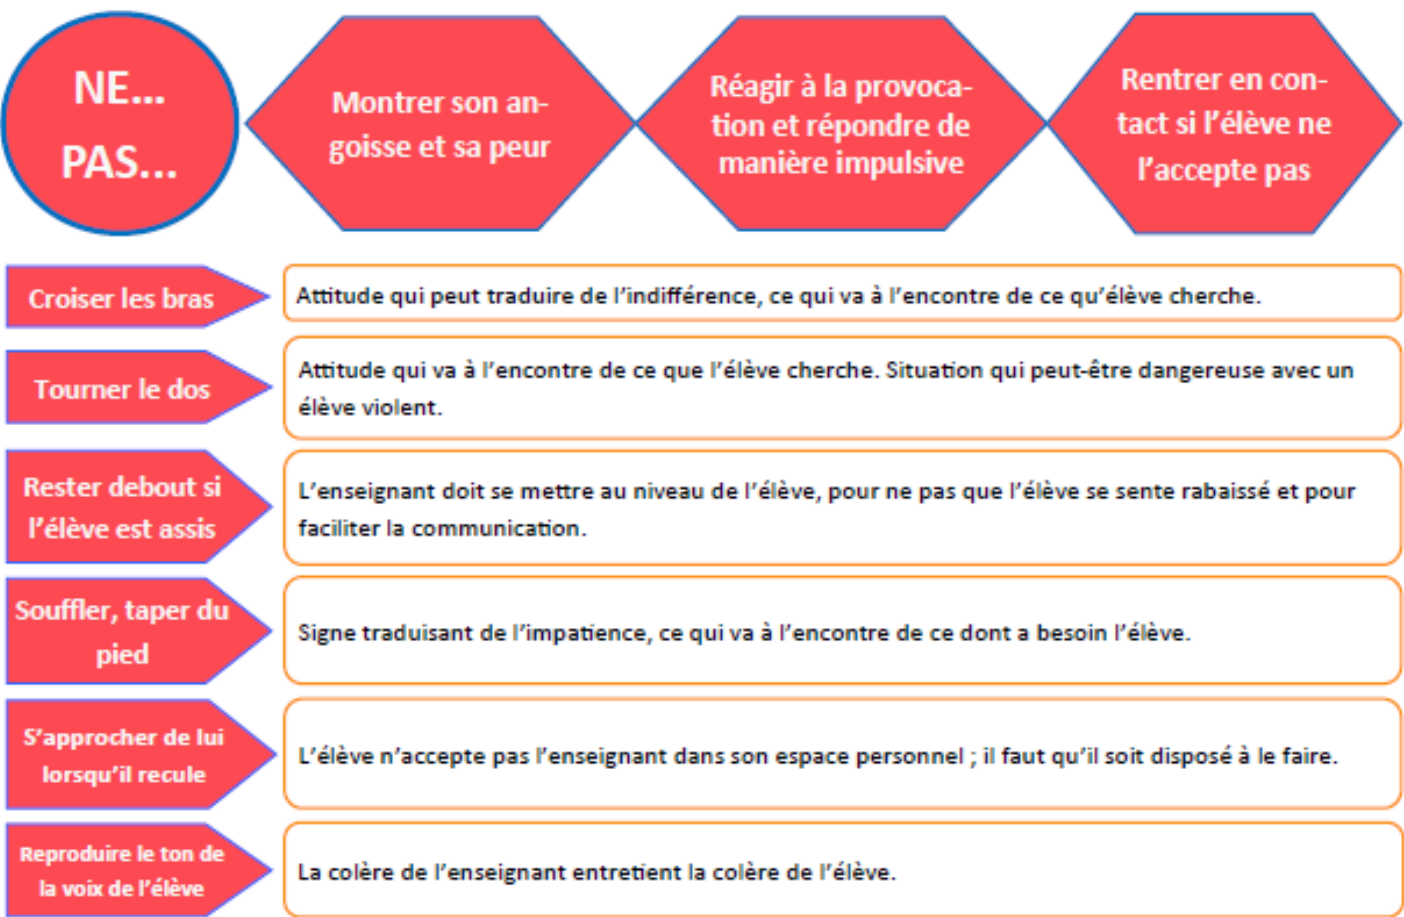 NE...
PAS...
Montrer son an-
goisse et sa peur
Réagir à la provoca-
tion et répondre de
manière impulsive
Rentrer en con-
tact si l’élève ne
l’accepte pas
Croiser les bras
Attitude qui peut traduire de l’indifférence, ce qui va à l’encontre de ce qu’élève cherche.
Tourner le dos
Attitude qui va à l’encontre de ce que l’élève cherche. Situation qui peut-être dangereuse avec un
élève violent.
Rester debout si
l’élève est assis
L’enseignant doit se mettre au niveau de l’élève, pour ne pas que l’élève se sente rabaissé et pour
faciliter la communication.
Souffler, taper du
pied
Signe traduisant de l’impatience, ce qui va à l’encontre de ce dont a besoin l’élève.
S’approcher de lui
lorsqu’il recule
L’élève n’accepte pas l’enseignant dans son espace personnel ; il faut qu’il soit disposé à le faire.
Reproduire le ton de
la voix de l’élève
La colère de l’enseignant entretient la colère de l’élève.